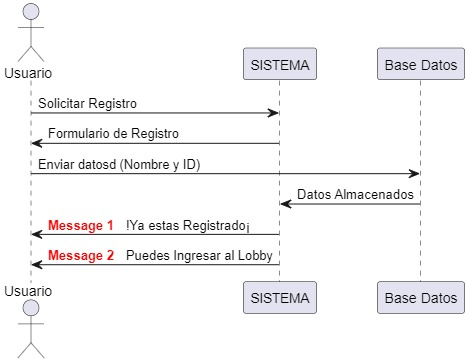 Usuario
SISTEMA
Base Datos
Solicitar Registro
Formulario de Registro
Enviar datosd (Nombre y ID)
Datos Almacenados
Message 1 !Ya estas Registrado¡
Message 2 Puedes Ingresar al Lobby
Usuario
SISTEMA
Base Datos